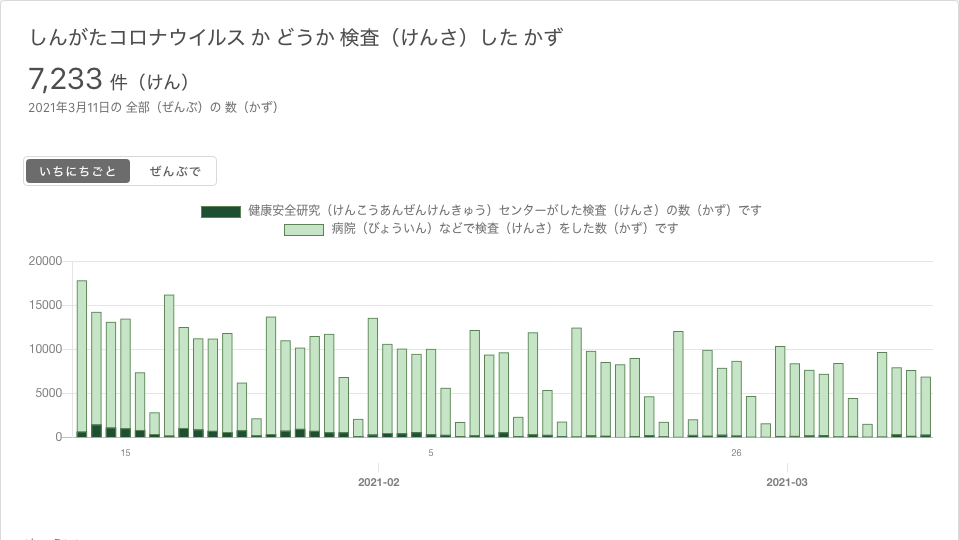 しんがたコロナウイルス か どうか 検査（けんさ）した かず
7,233 件（けん）
2021年3月11日の 全部（ぜんぶ）の 数（かず）
いちにちごと ぜんぶで
健康安全研究（けんこうあんぜんけんきゅう）センターがした検査（けんさ）の数（かず）です
病院（びょういん）などで検査（けんさ）をした数（かず）です
20000
15000
10000
5000
0
15 5 26
2021-02 2021-03